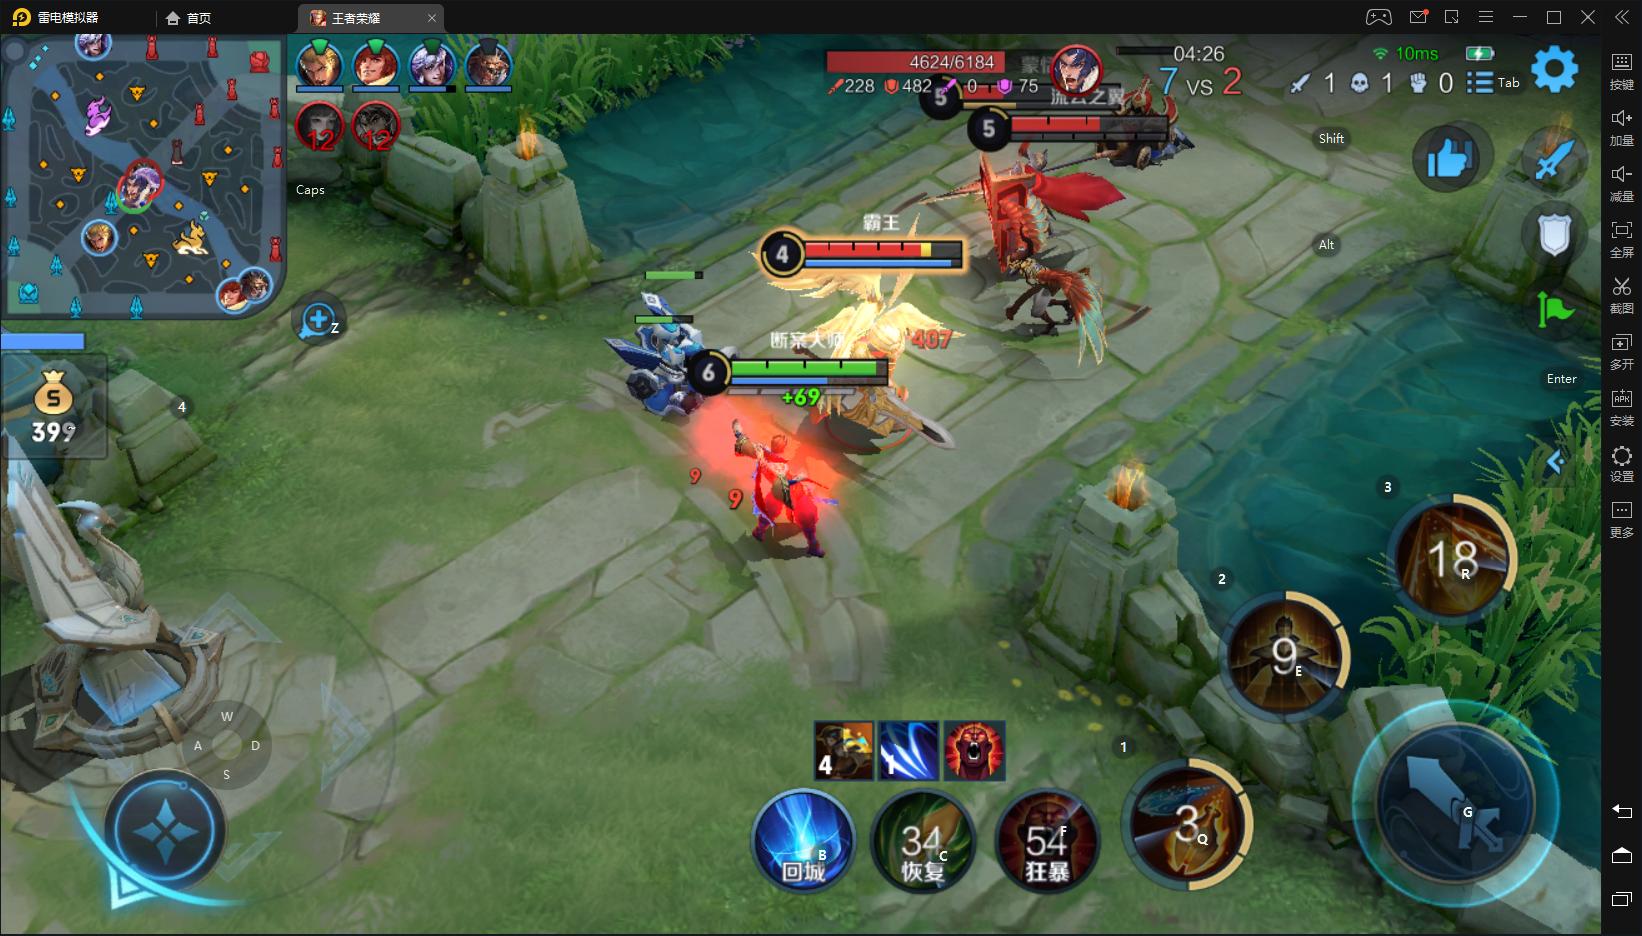 雷电模拟器
首页
王者荣耀
4624/6184
228 482 0 75
04:26
7 VS 2
10ms
1 1 0
Tab
12
12
Caps
5
流云之翼
5
Shift
Alt
霸王
4
Z
断案大师
407
6
+69
9
9
399
4
Enter
3
18
R
2
9
E
W
A
D
S
1
4
1
3
Q
G
B
回城
34
C
恢复
54
F
狂暴
按键
加量
减量
全屏
截图
多开
APK
安装
设置
更多